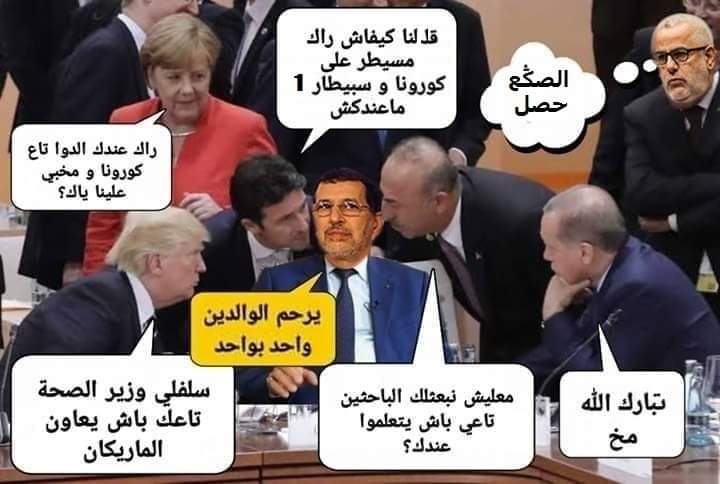 قلنا كيفاش راك
مسيطر على
كورونا و سبيطار 1
ماعندكش
الصڭع
حصل
راك عندك الدوا تاع
كورونا و مخبي
علينا ياك؟
يرحم الوالدين
واحد بواحد
سلفلي وزير الصحة
تاعك باش يعاون
الماريكان
معليش نبعثلك الباحثين
تاعي باش يتعلموا
عندك؟
تبارك الله
مخ